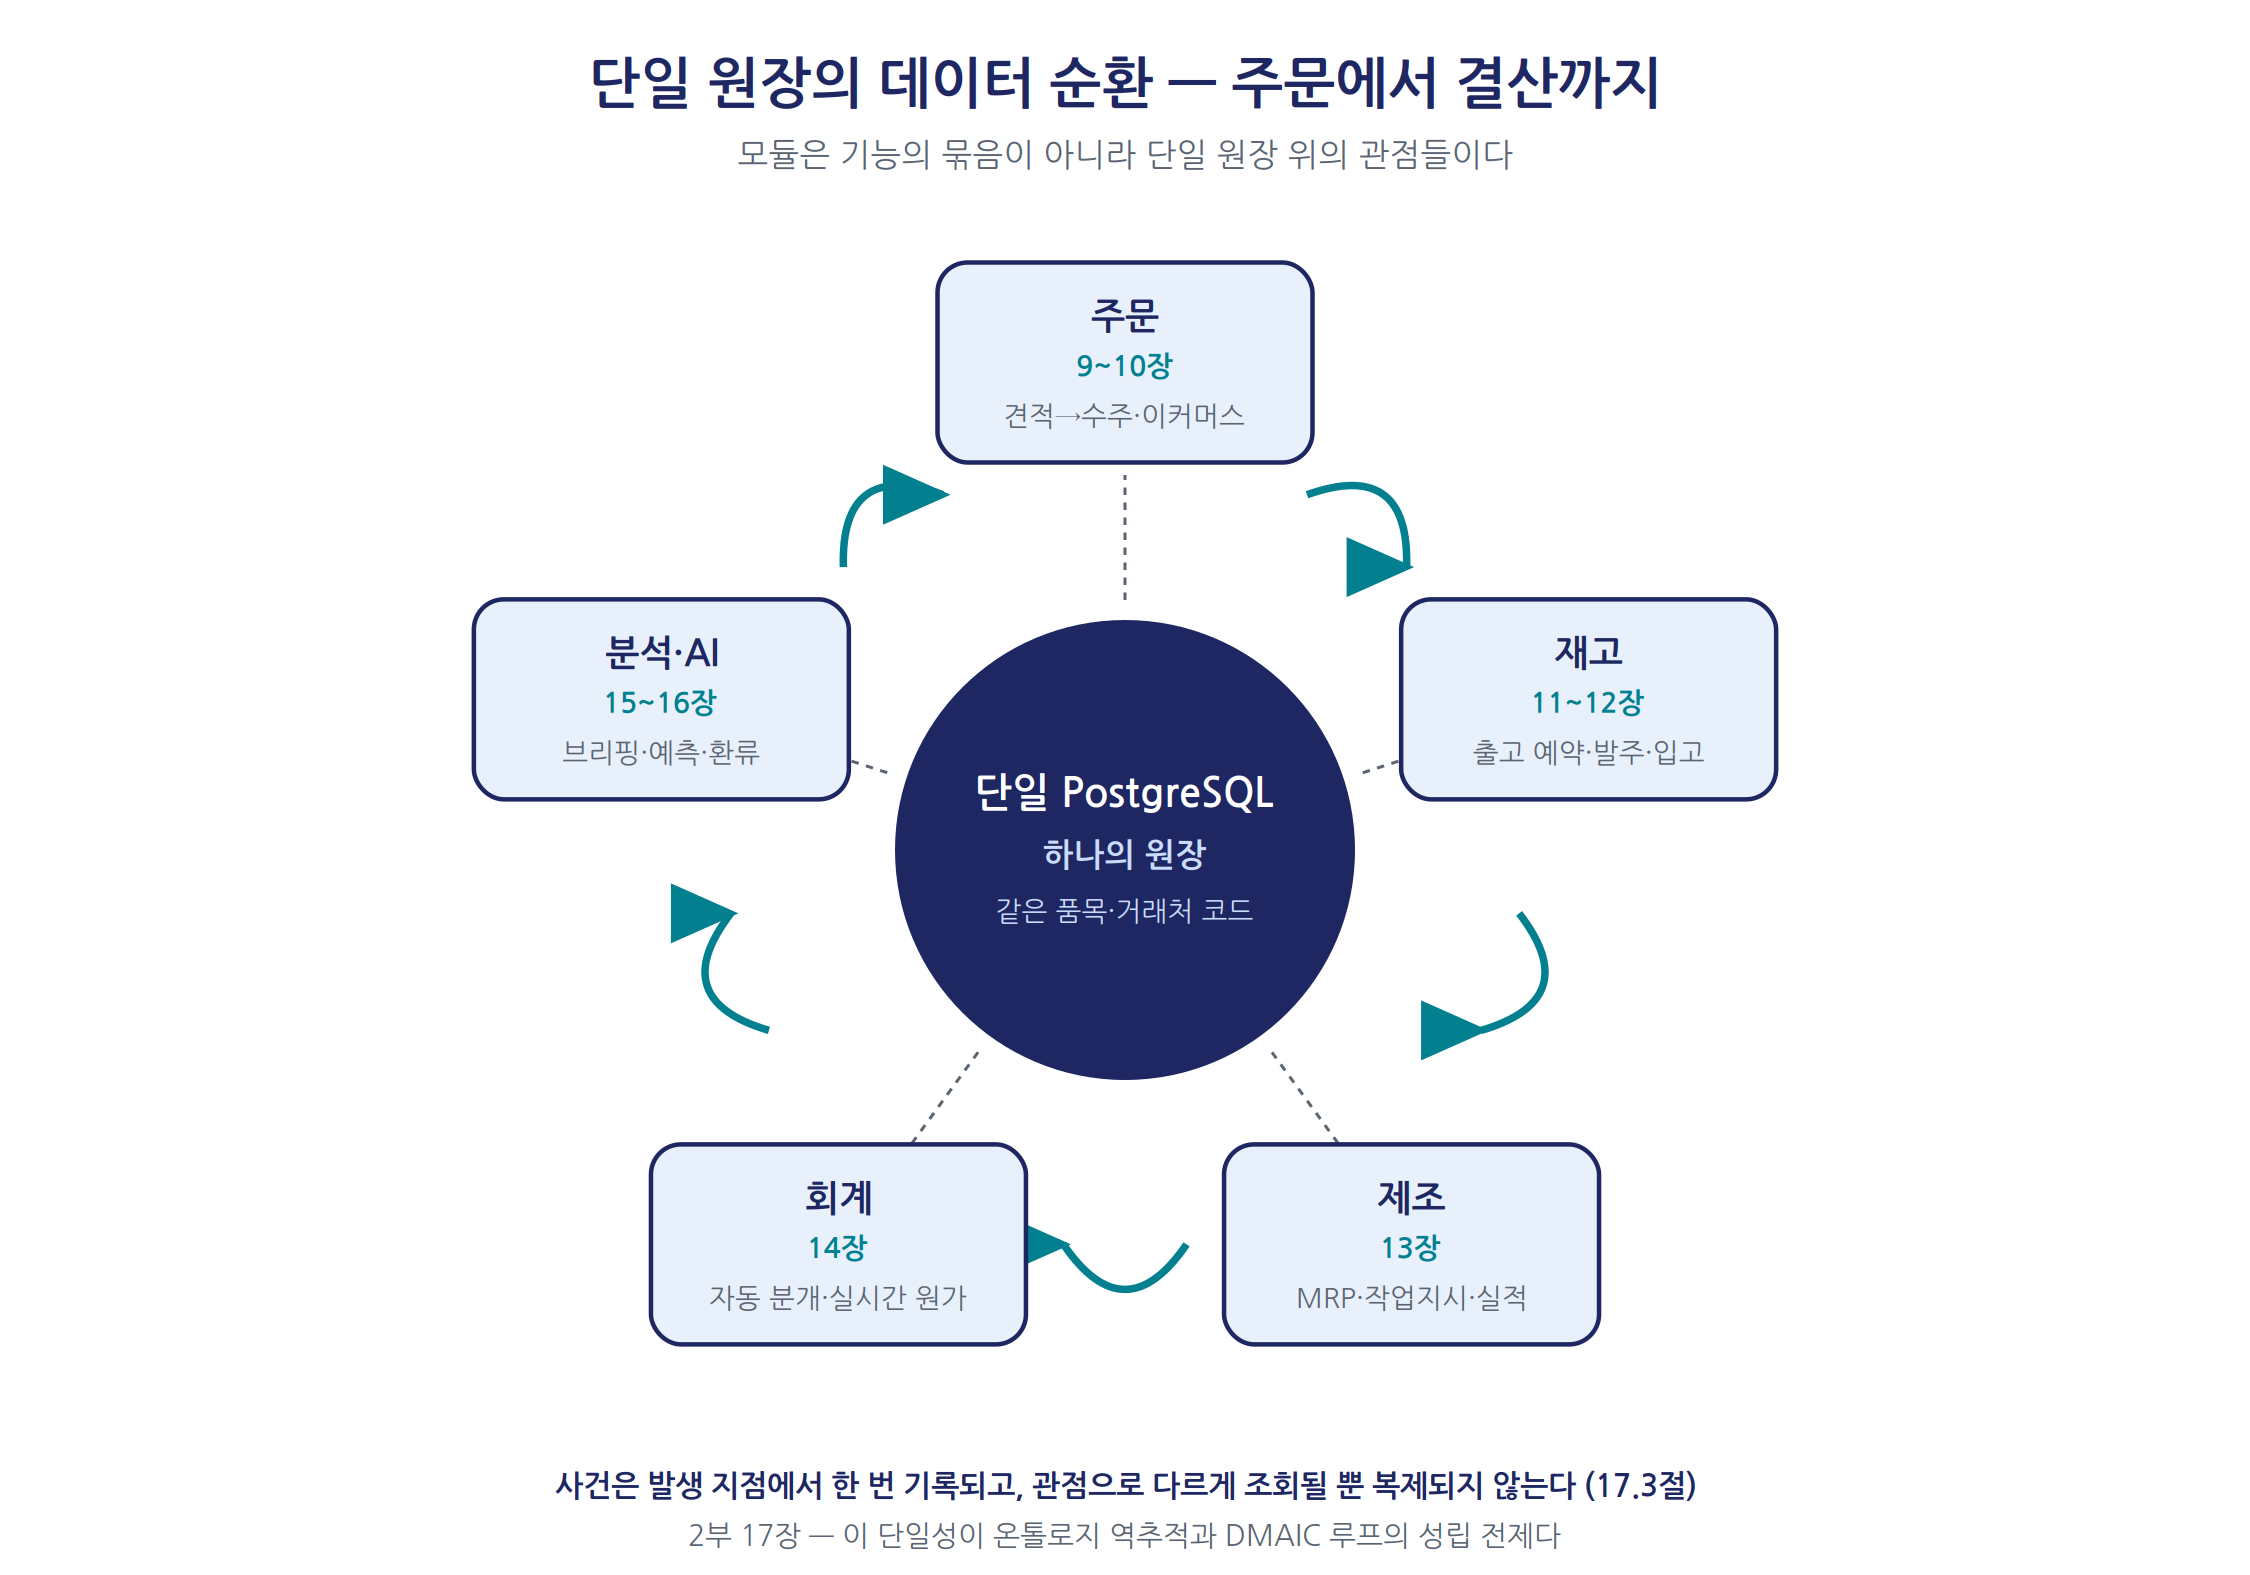 단일 원장의 데이터 순환 — 주문에서 결산까지
모듈은 기능의 묶음이 아니라 단일 원장 위의 관점들이다
주문
9~10장
견적→수주·이커머스
분석·AI
15~16장
브리핑·예측·환류
재고
11~12장
출고 예약·발주·입고
단일 PostgreSQL
하나의 원장
같은 품목·거래처 코드
회계
14장
자동 분개·실시간 원가
제조
13장
MRP·작업지시·실적
사건은 발생 지점에서 한 번 기록되고, 관점으로 다르게 조회될 뿐 복제되지 않는다 (17.3절)
2부 17장 — 이 단일성이 온톨로지 역추적과 DMAIC 루프의 성립 전제다